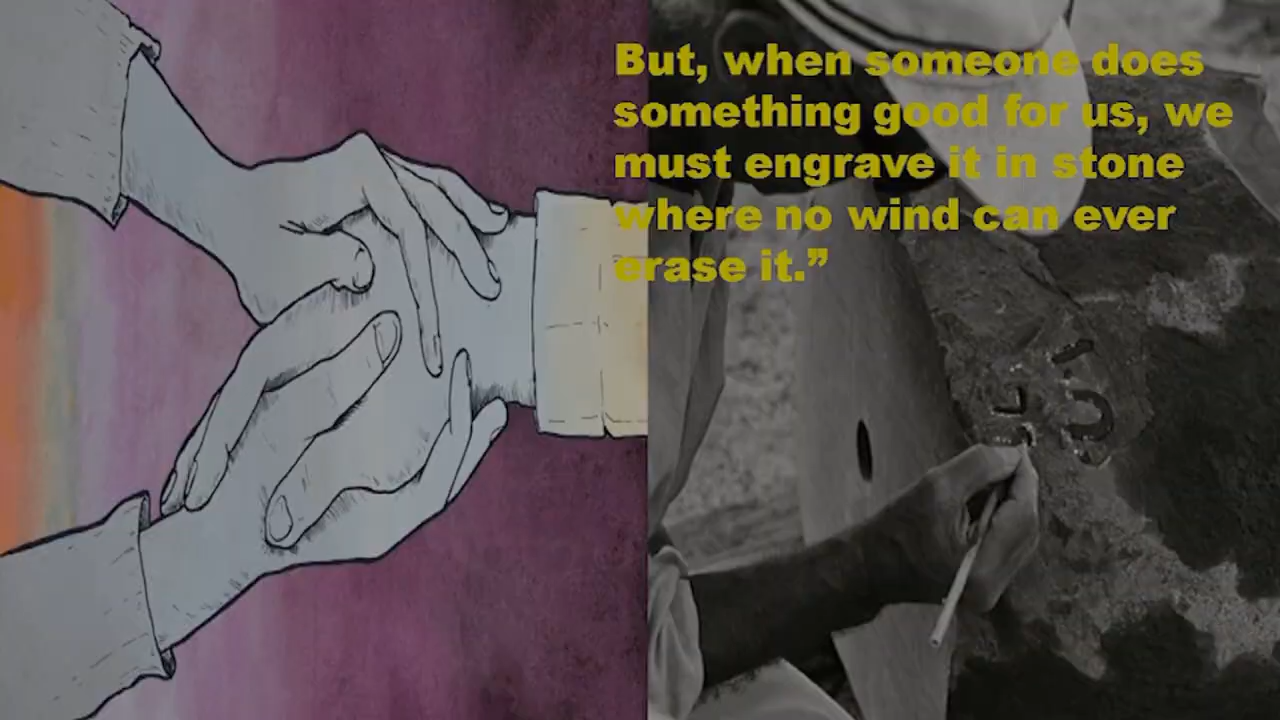 But, when someone does
something good for us, we
must engrave it in stone
where no wind can ever
erase it.”